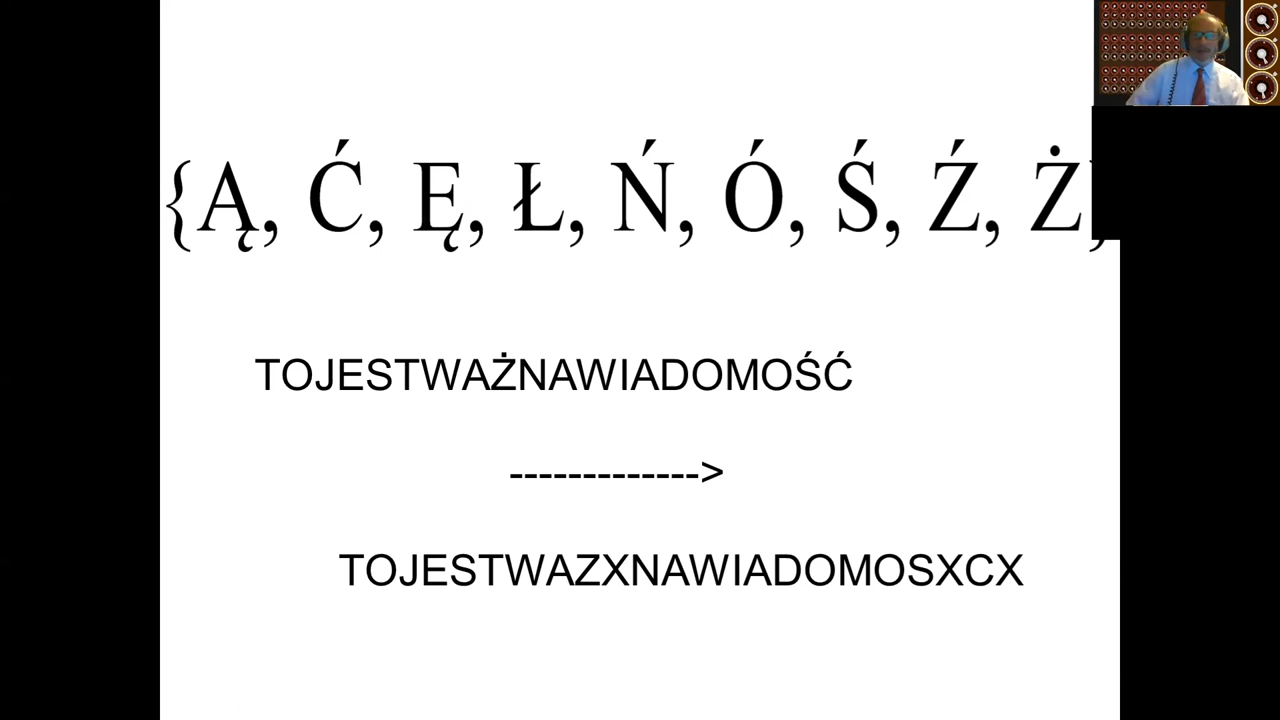 {Ą, Ć, Ę, Ł, Ń, Ó, Ś, Ź, Ż}
TOJESTWAŻNAWIADOMOŚĆ
------------->
TOJESTWAZXNAWIADOMOSXCX